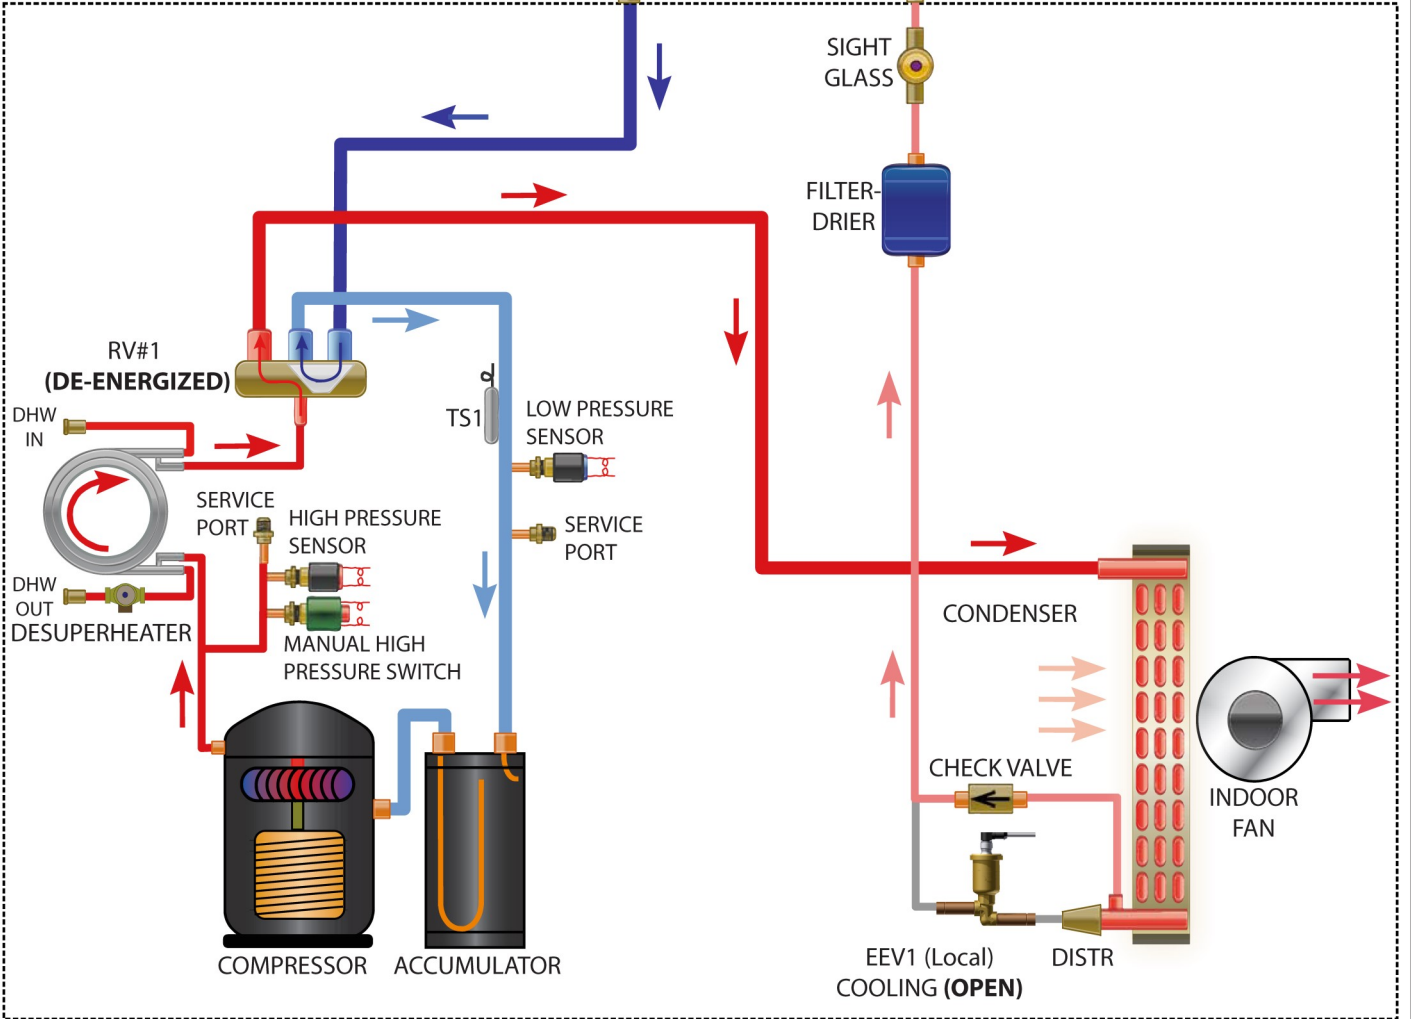 SIGHT
GLASS
FILTER-
DRIER
RV#1
(DE-ENERGIZED)
DHW
IN
TS1
LOW PRESSURE
SENSOR
SERVICE
PORT
HIGH PRESSURE
SENSOR
SERVICE
PORT
DHW
OUT
DESUPERHEATER
MANUAL HIGH
PRESSURE SWITCH
CONDENSER
CHECK VALVE
INDOOR
FAN
COMPRESSOR
ACCUMULATOR
EEV1 (Local)
COOLING (OPEN)
DISTR